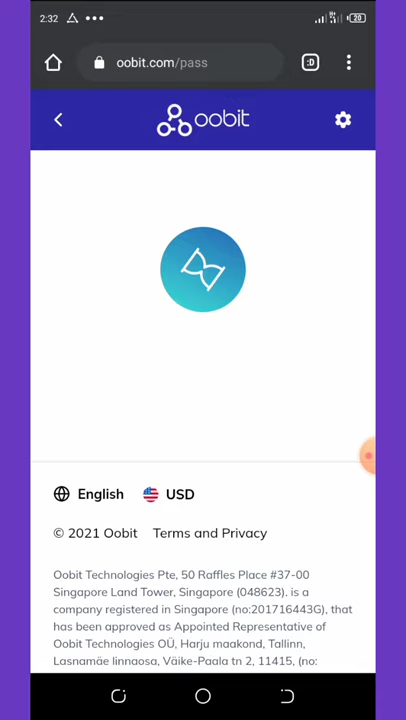 2:32
20
oobit.com/pass
:D
oobit
English
USD
© 2021 Oobit
Terms and Privacy
Oobit Technologies Pte, 50 Raffles Place #37-00
Singapore Land Tower, Singapore (048623). is a
company registered in Singapore (no:201716443G), that
has been approved as Appointed Representative of
Oobit Technologies OÜ, Harju maakond, Tallinn,
Lasnamäe linnaosa, Väike-Paala tn 2, 11415, (no: